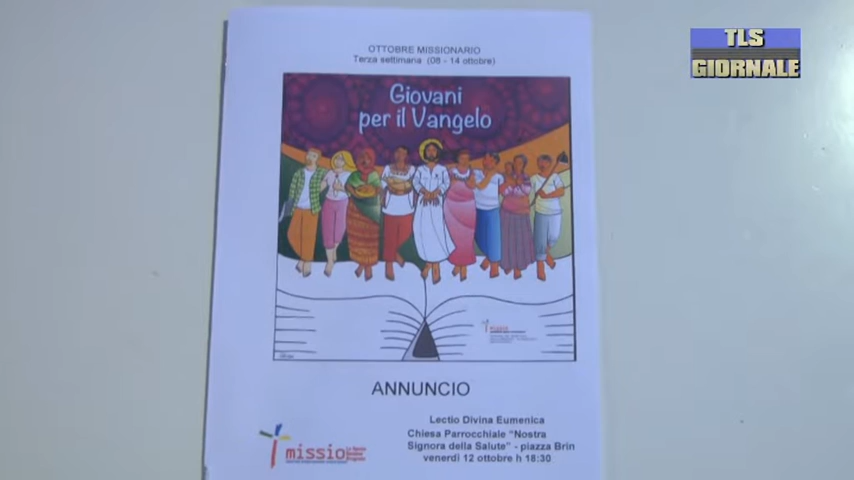 TLS
GIORNALE
OTTOBRE MISSIONARIO
Terza settimana (08 - 14 ottobre)
Giovani
per il Vangelo
ANNUNCIO
Lectio Divina Eumenica
Chiesa Parrocchiale "Nostra
Signora della Salute" - piazza Brin
venerdì 12 ottobre h 18:30
missio